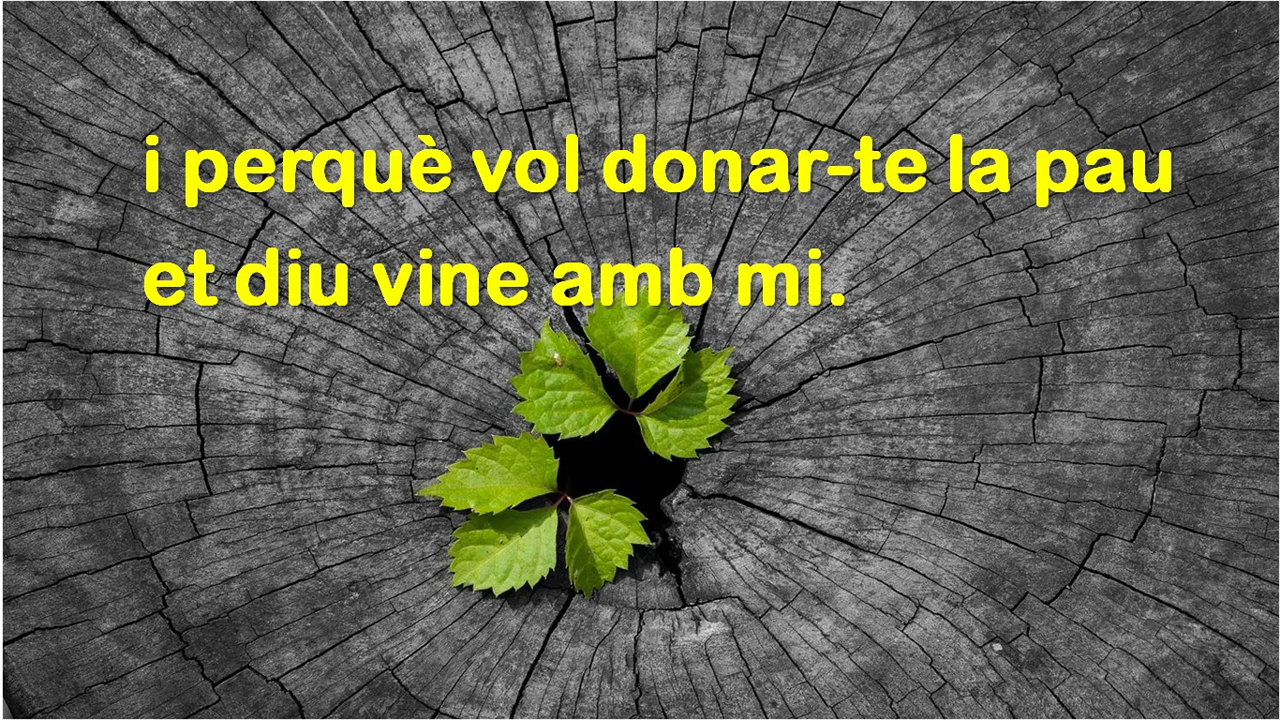 i perquè vol donar-te la pau
et diu vine amb mi.